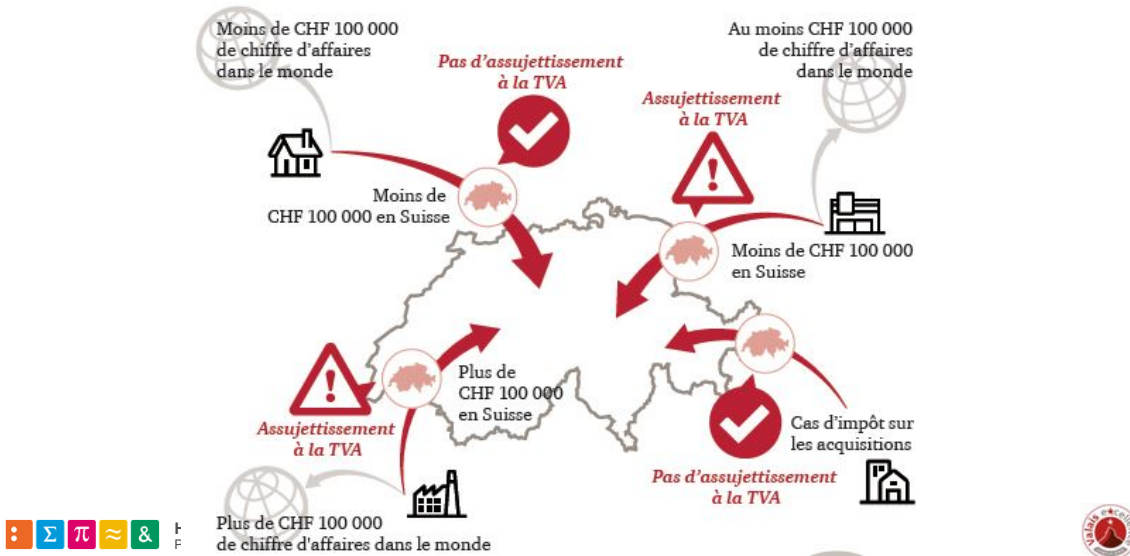 Moins de CHF 100 000
de chiffre d'affaires
dans le monde
Pas d'assujettissement
à la TVA
Moins de
CHF 100 000 en Suisse
Au moins CHF 100 000
de chiffre d'affaires
dans le monde
Assujettissement
à la TVA
Moins de CHF 100 000
en Suisse
Plus de
CHF 100 000
en Suisse
Assujettissement
à la TVA
Plus de CHF 100 000
de chiffre d'affaires dans le monde
Cas d'impôt sur
les acquisitions
Pas d'assujettissement
à la TVA
: Σ π ≈ &
valais